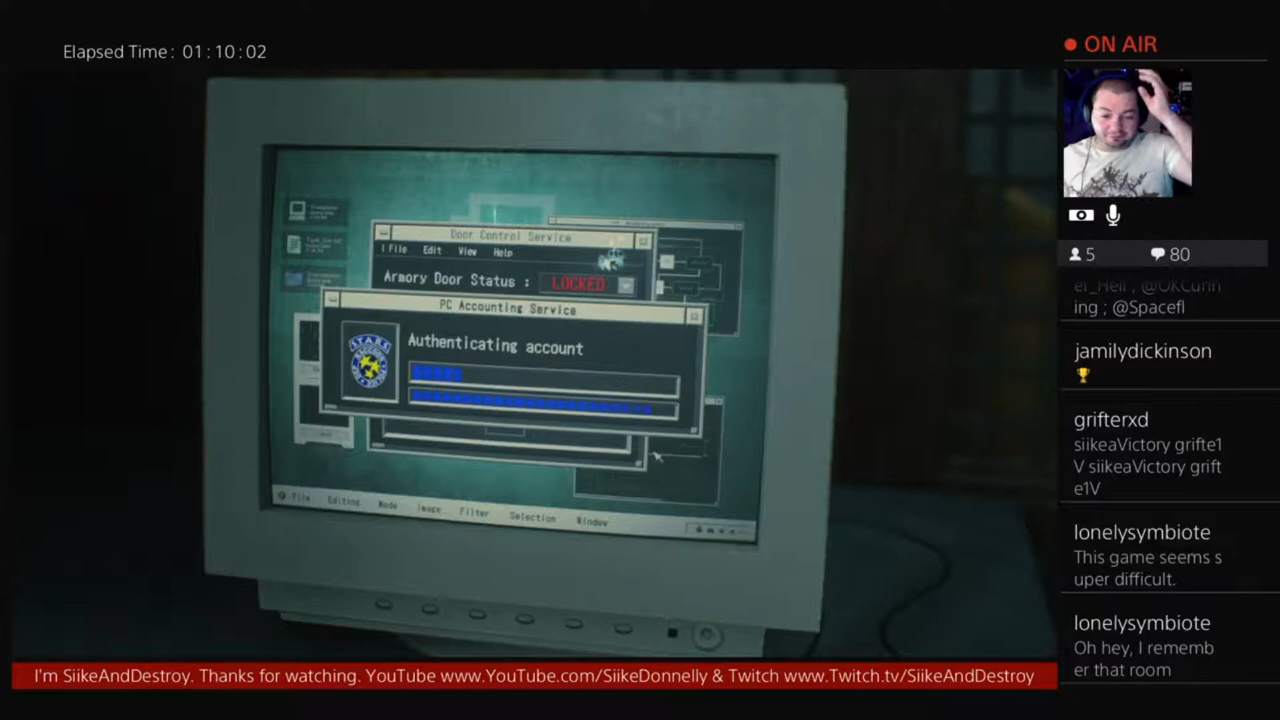 Elapsed Time: 01:10:02
ON AIR
5
80
ing ; @Spacefl
jamilydickinson
grifterxd
siikeaVictory grifte1
V siikeaVictory grift
e1V
lonelysymbiote
This game seems s
uper difficult.
lonelysymbiote
Oh hey, I rememb
er that room
Door Control Service
File Edit View Help
Armory Door Status : LOCKED
PC Accounting Service
Authenticating account
S.T.A.R.S.
File Editing Mode Image Filter Selection Window
I'm SiikeAndDestroy. Thanks for watching. YouTube www.YouTube.com/SiikeDonnelly & Twitch www.Twitch.tv/SiikeAndDestroy